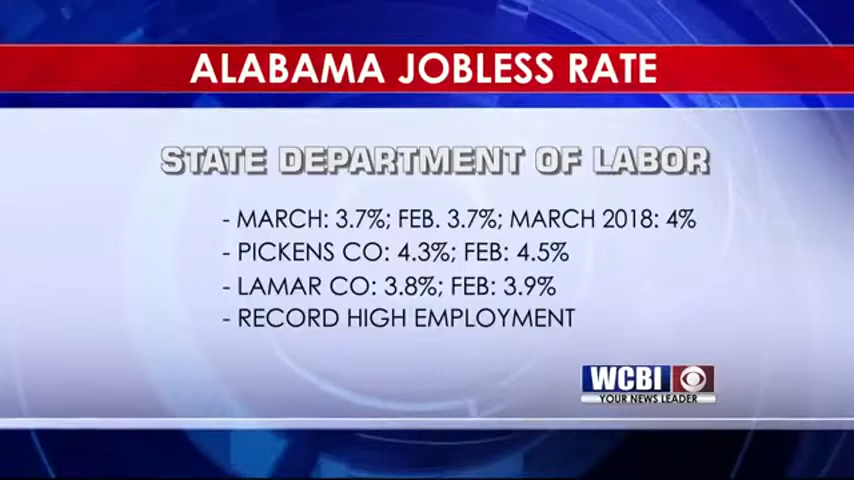 ALABAMA JOBLESS RATE
STATE DEPARTMENT OF LABOR
- MARCH: 3.7%; FEB. 3.7%; MARCH 2018: 4%
- PICKENS CO: 4.3%; FEB: 4.5%
- LAMAR CO: 3.8%; FEB: 3.9%
- RECORD HIGH EMPLOYMENT
WCBI
YOUR NEWS LEADER